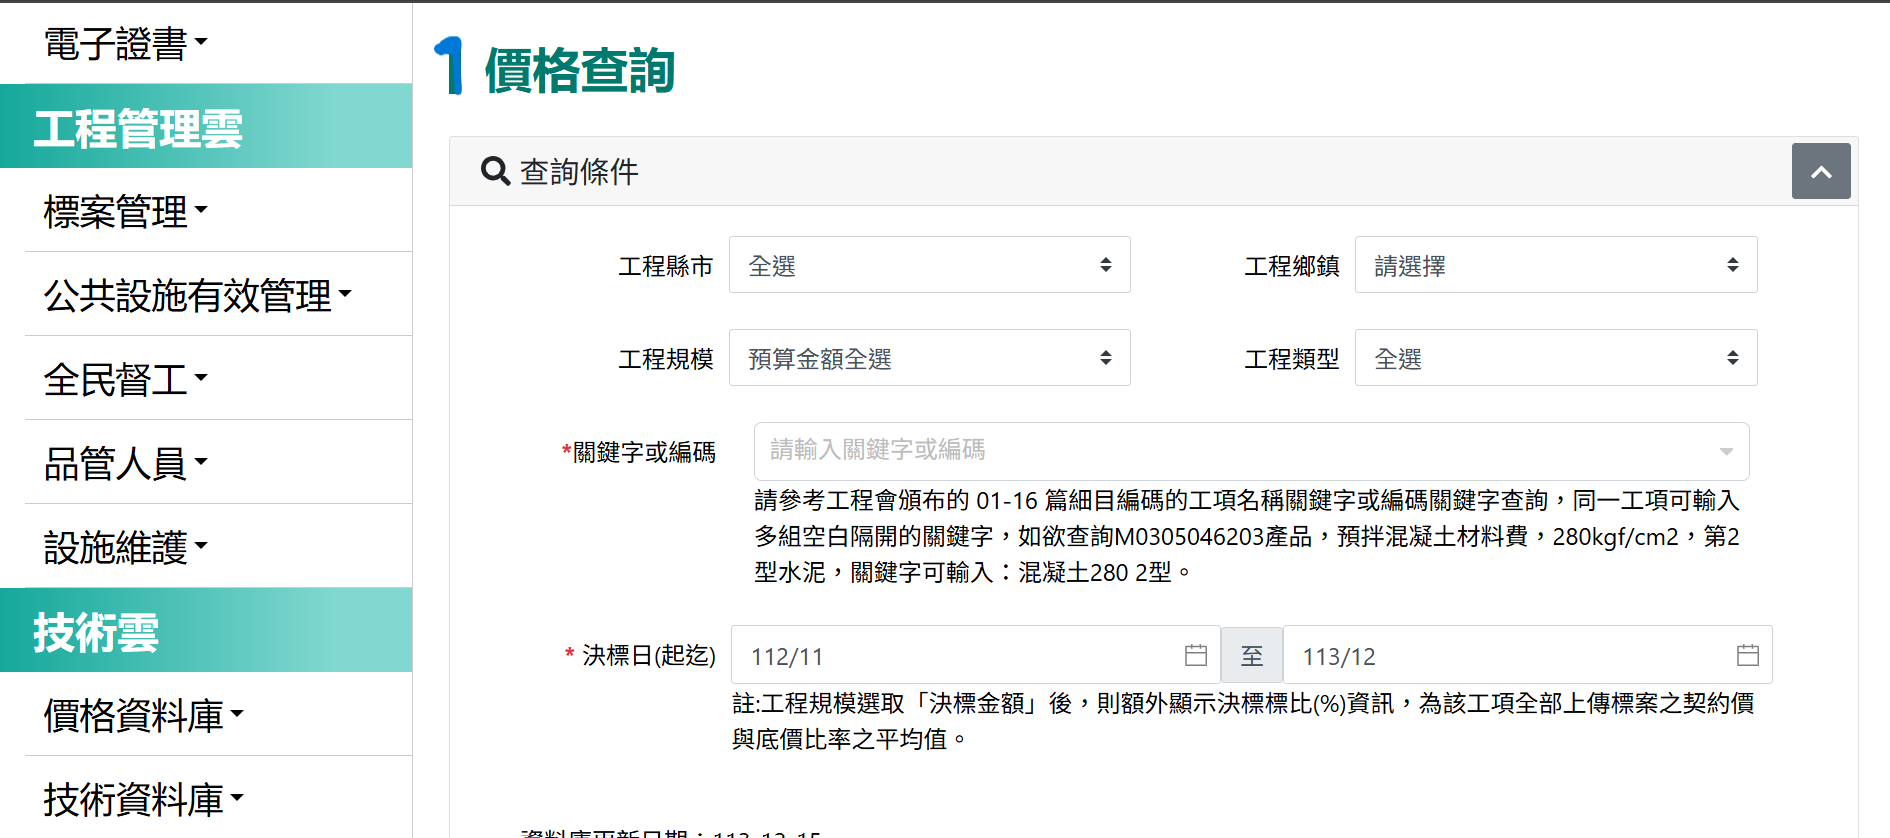 電子證書
工程管理雲
標案管理
公共設施有效管理
全民督工
品管人員
設施維護
技術雲
價格資料庫
技術資料庫
1 價格查詢
查詢條件
工程縣市 全選 工程鄉鎮 請選擇
工程規模 預算金額全選 工程類型 全選
*關鍵字或編碼 請輸入關鍵字或編碼
請參考工程會頒布的 01-16 篇細目編碼的工項名稱關鍵字或編碼關鍵字查詢，同一工項可輸入
多組空白隔開的關鍵字，如欲查詢M0305046203產品，預拌混凝土材料費，280kgf/cm2，第2
型水泥，關鍵字可輸入：混凝土280 2型。
* 決標日(起迄) 112/11 至 113/12
註:工程規模選取「決標金額」後，則額外顯示決標標比(%)資訊，為該工項全部上傳標案之契約價
與底價比率之平均值。
資料庫更新日期：113-12-15